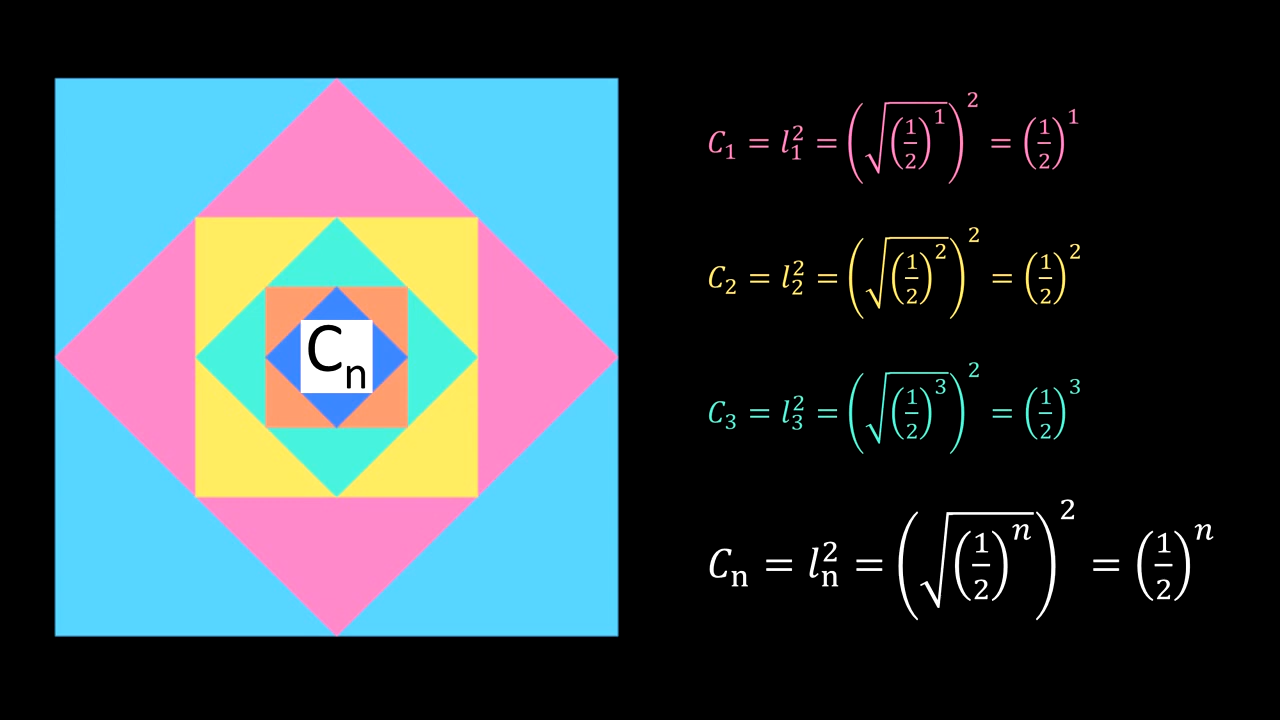 Cₙ
C₁ = l₁² = (√((1/2)¹))² = (1/2)¹
C₂ = l₂² = (√((1/2)²))² = (1/2)²
C₃ = l₃² = (√((1/2)³))² = (1/2)³
Cₙ = lₙ² = (√((1/2)ⁿ))² = (1/2)ⁿ